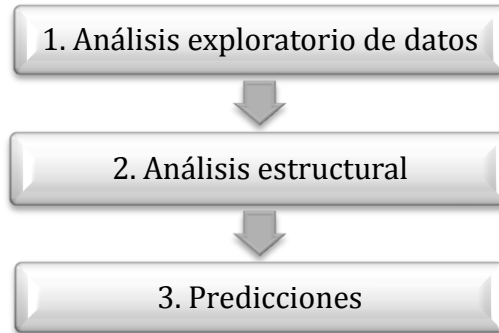 1. Análisis exploratorio de datos
2. Análisis estructural
3. Predicciones